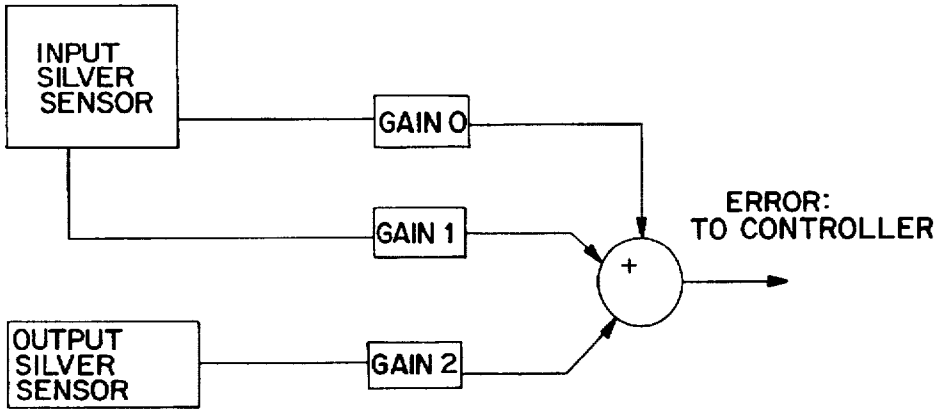 INPUT
SILVER
SENSOR
GAIN 0
GAIN 1
ERROR:
TO CONTROLLER
+
OUTPUT
SILVER
SENSOR
GAIN 2